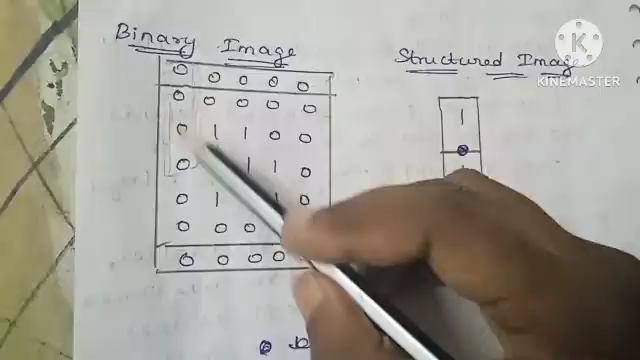 Binary Image
Structured Image
K
KINEMASTER
0 0 0 0 0
0 0 0 0 0
0 1 1 0 0
0 1 1 0
0 1 1 0
0 0 0
0 0 0 0
1